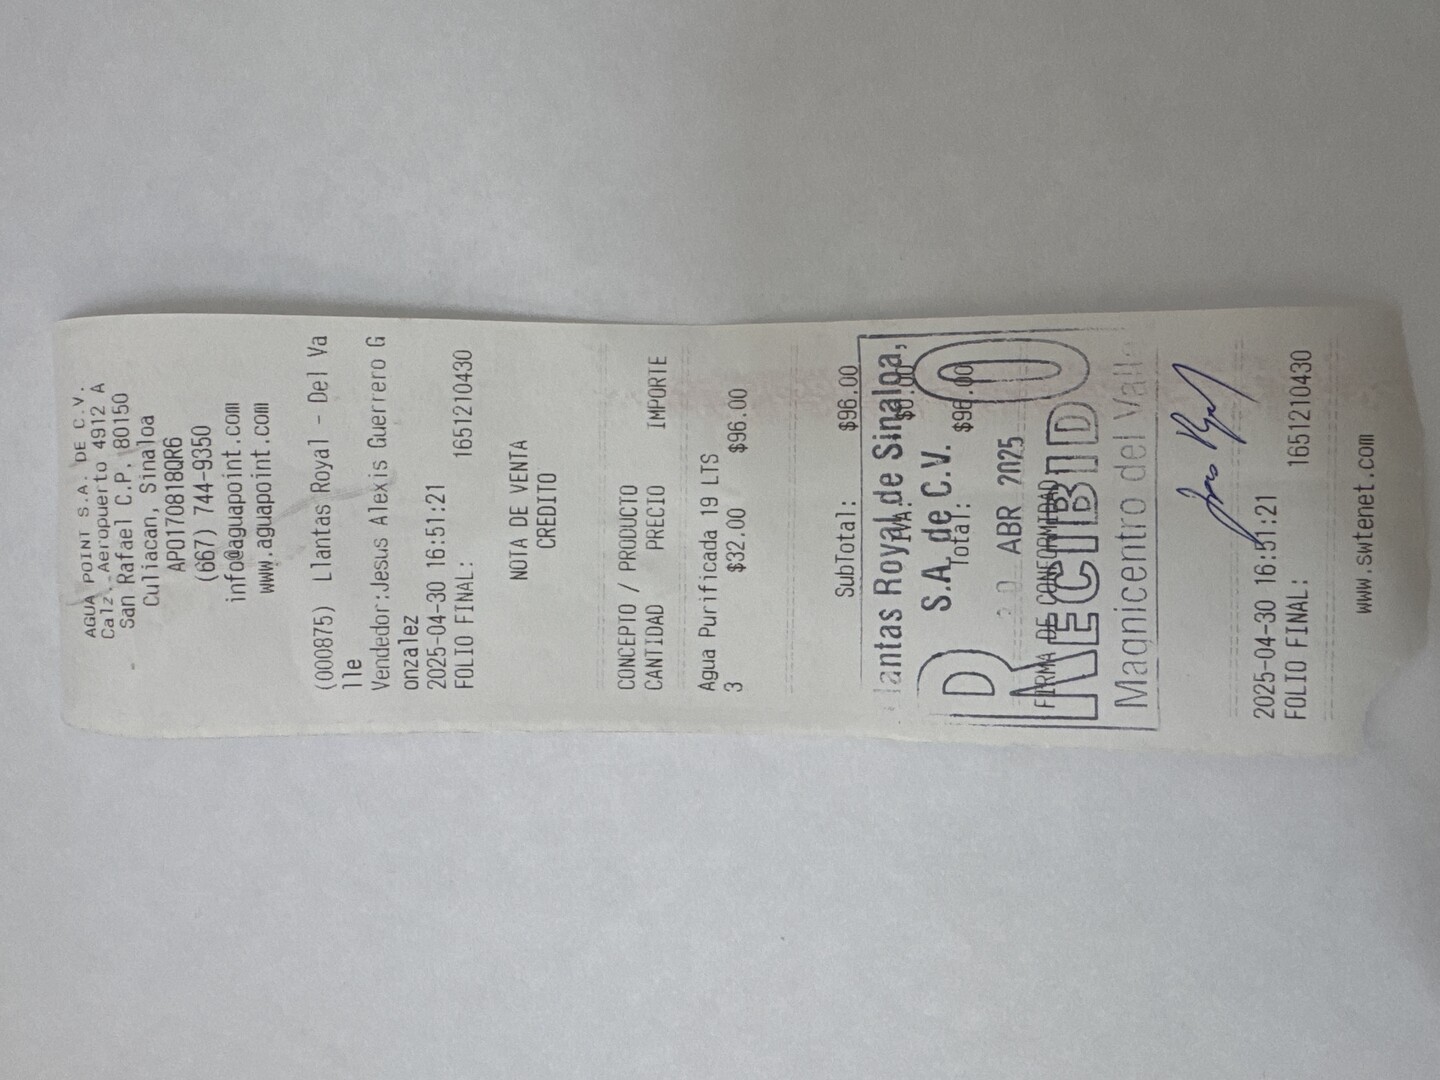 AGUA POINT S.A. DE C.V.
Calz. Aeropuerto 4912 A
San Rafael C.P. 80150
Culiacan, Sinaloa
APO170818QR6
(667) 744-9350
info@aguapoint.com
www.aguapoint.com
(000875) Llantas Royal - Del Va
lle
Vendedor:Jesus Alexis Guerrero G
onzalez
2025-04-30 16:51:21
FOLIO FINAL: 1651210430
NOTA DE VENTA
CREDITO
CONCEPTO / PRODUCTO
CANTIDAD PRECIO IMPORTE
Agua Purificada 19 LTS
3 $32.00 $96.00
SubTotal: $96.00
IVA: $0.00
Llantas Royal de Sinaloa,
S.A. de C.V.
Total: $96.00
30 ABR 2025
FIRMA DE CONFORMIDAD
RECIBIDO
Magnicentro del Valle
2025-04-30 16:51:21
FOLIO FINAL: 1651210430
www.swtenet.com